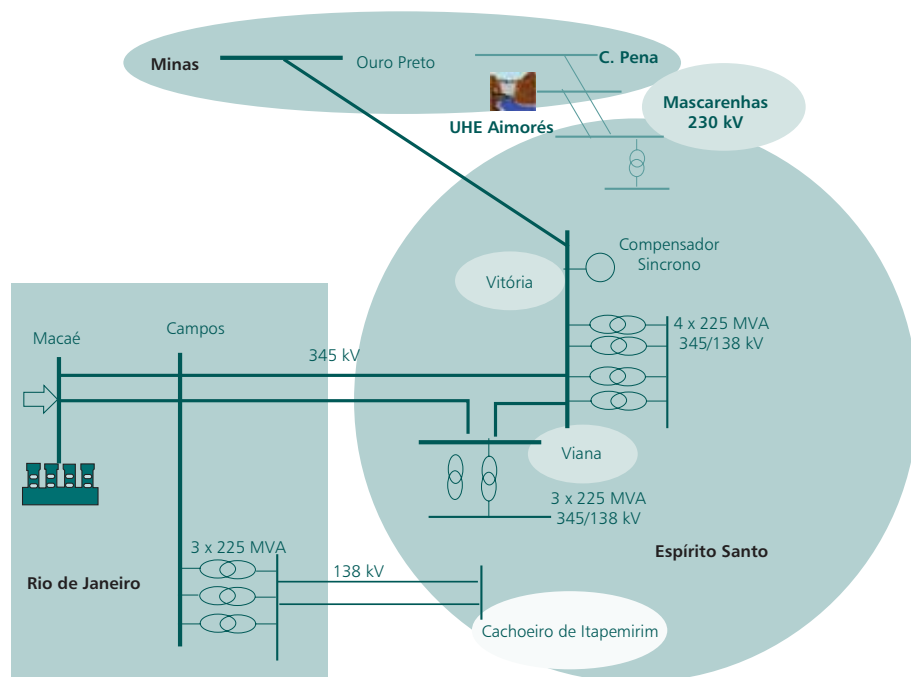 Minas
Ouro Preto
C. Pena
Mascarenhas
230 kV
UHE Aimorés
Compensador
Sincrono
Vitória
4 x 225 MVA
345/138 kV
Macaé
Campos
345 kV
Viana
3 x 225 MVA
345/138 kV
Espírito Santo
3 x 225 MVA
138 kV
Rio de Janeiro
Cachoeiro de Itapemirim